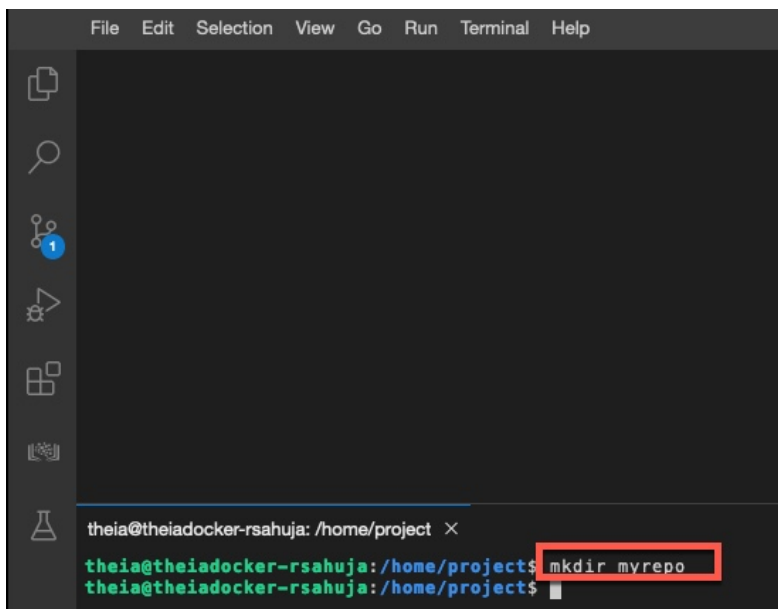 File Edit Selection View Go Run Terminal Help
1
theia@theiadocker-rsahuja: /home/project ×
theia@theiadocker-rsahuja:/home/project$ mkdir myrepo
theia@theiadocker-rsahuja:/home/project$